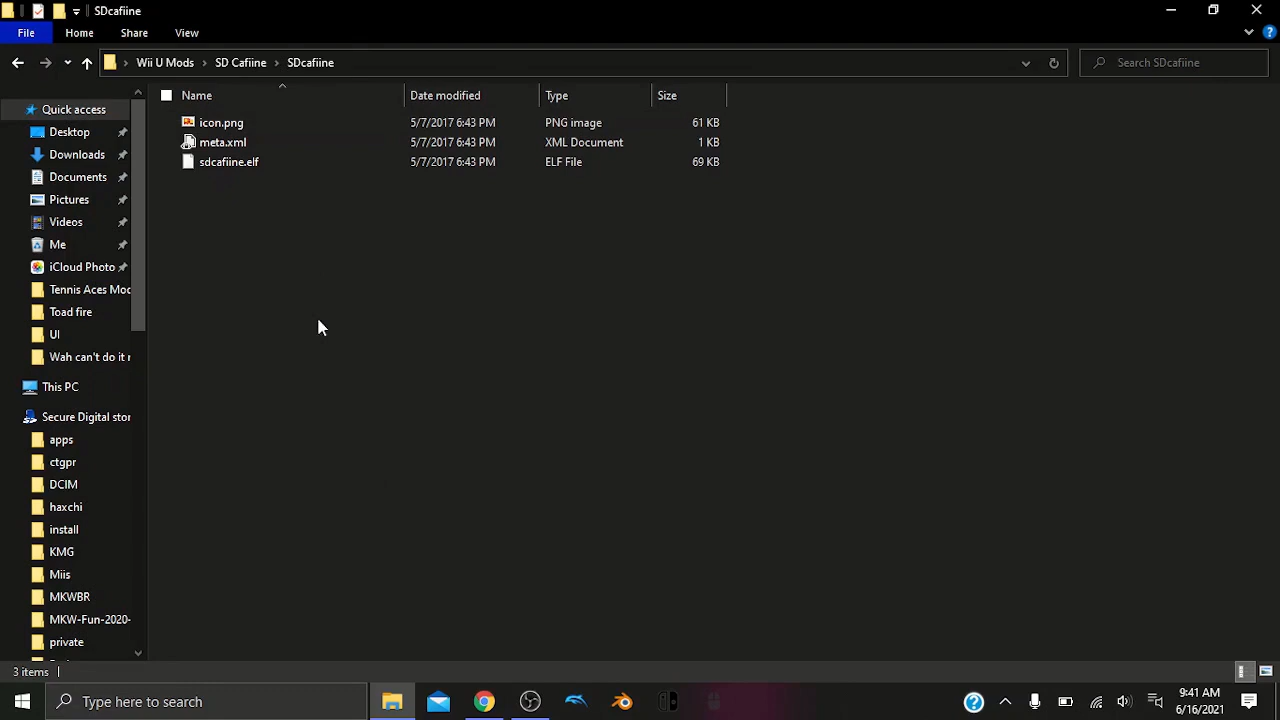 SDcafiine
File Home Share View
Wii U Mods SD Cafiine SDcafiine Search SDcafiine
Name Date modified Type Size
Quick access
icon.png 5/7/2017 6:43 PM PNG image 61 KB
Desktop
meta.xml 5/7/2017 6:43 PM XML Document 1 KB
Downloads
sdcafiine.elf 5/7/2017 6:43 PM ELF File 69 KB
Documents
Pictures
Videos
Me
iCloud Photo
Tennis Aces Mod
Toad fire
UI
Wah can't do it r
This PC
Secure Digital stor
apps
ctgpr
DCIM
haxchi
install
KMG
Miis
MKWBR
MKW-Fun-2020-
private
3 items
Type here to search
9:41 AM
6/16/2021